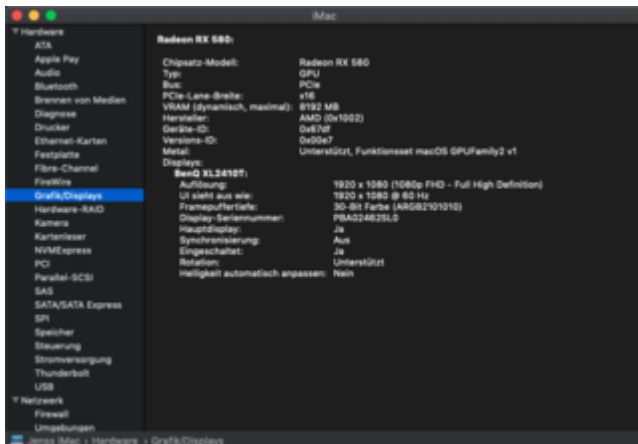 iMac
Hardware
ATA
Apple Pay
Audio
Bluetooth
Brennen von Medien
Diagnose
Drucker
Ethernet-Karten
Festplatte
Fibre-Channel
FireWire
Grafik/Displays
Hardware-RAID
Kamera
Kartenleser
NVMExpress
PCI
Parallel-SCSI
SAS
SATA/SATA Express
SPI
Speicher
Steuerung
Stromversorgung
Thunderbolt
USB
Netzwerk
Firewall
Umgebungen
Radeon RX 580:
Chipsatz-Modell: Radeon RX 580
Typ: GPU
Bus: PCIe
PCIe-Lane-Breite: x16
VRAM (dynamisch, maximal): 8192 MB
Hersteller: AMD (0x1002)
Geräte-ID: 0x67df
Versions-ID: 0x00e7
Metal: Unterstützt, Funktionsset macOS GPUFamily2 v1
Displays:
BenQ XL2410T:
Auflösung: 1920 x 1080 (1080p FHD - Full High Definition)
UI sieht aus wie: 1920 x 1080 @ 60 Hz
Framepuffertiefe: 30-Bit Farbe (ARGB2101010)
Display-Seriennummer: PBA02462SL0
Hauptdisplay: Ja
Synchronisierung: Aus
Eingeschaltet: Ja
Rotation: Unterstützt
Helligkeit automatisch anpassen: Nein
Jenss iMac › Hardware › Grafik/Displays